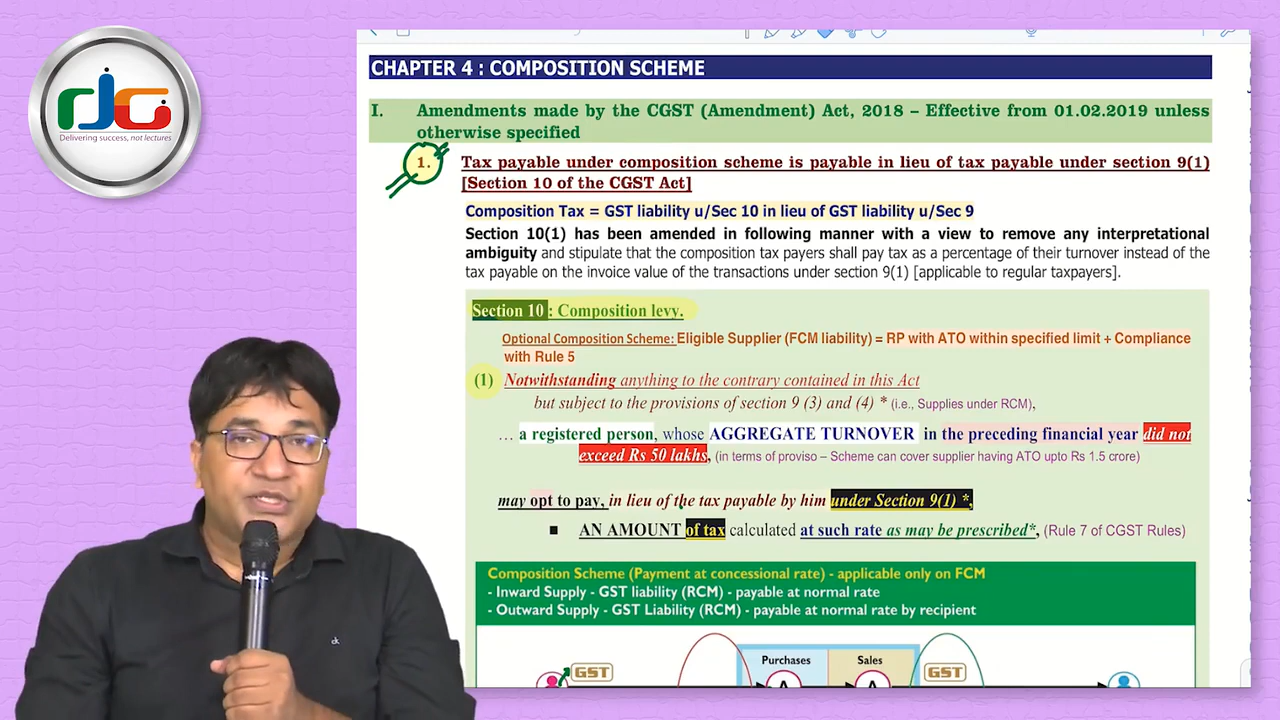 Delivering success, not lectures
CHAPTER 4 : COMPOSITION SCHEME
I. Amendments made by the CGST (Amendment) Act, 2018 – Effective from 01.02.2019 unless
otherwise specified
1. Tax payable under composition scheme is payable in lieu of tax payable under section 9(1)
[Section 10 of the CGST Act]
Composition Tax = GST liability u/Sec 10 in lieu of GST liability u/Sec 9
Section 10(1) has been amended in following manner with a view to remove any interpretational
ambiguity and stipulate that the composition tax payers shall pay tax as a percentage of their turnover instead of the
tax payable on the invoice value of the transactions under section 9(1) [applicable to regular taxpayers].
Section 10 : Composition levy.
Optional Composition Scheme: Eligible Supplier (FCM liability) = RP with ATO within specified limit + Compliance
with Rule 5
(1) Notwithstanding anything to the contrary contained in this Act
but subject to the provisions of section 9 (3) and (4) * (i.e., Supplies under RCM),
… a registered person, whose AGGREGATE TURNOVER in the preceding financial year did not
exceed Rs 50 lakhs, (in terms of proviso – Scheme can cover supplier having ATO upto Rs 1.5 crore)
may opt to pay, in lieu of the tax payable by him under Section 9(1) *,
■ AN AMOUNT of tax calculated at such rate as may be prescribed*, (Rule 7 of CGST Rules)
Composition Scheme (Payment at concessional rate) - applicable only on FCM
- Inward Supply - GST liability (RCM) - payable at normal rate
- Outward Supply - GST Liability (RCM) - payable at normal rate by recipient
Purchases Sales
GST GST